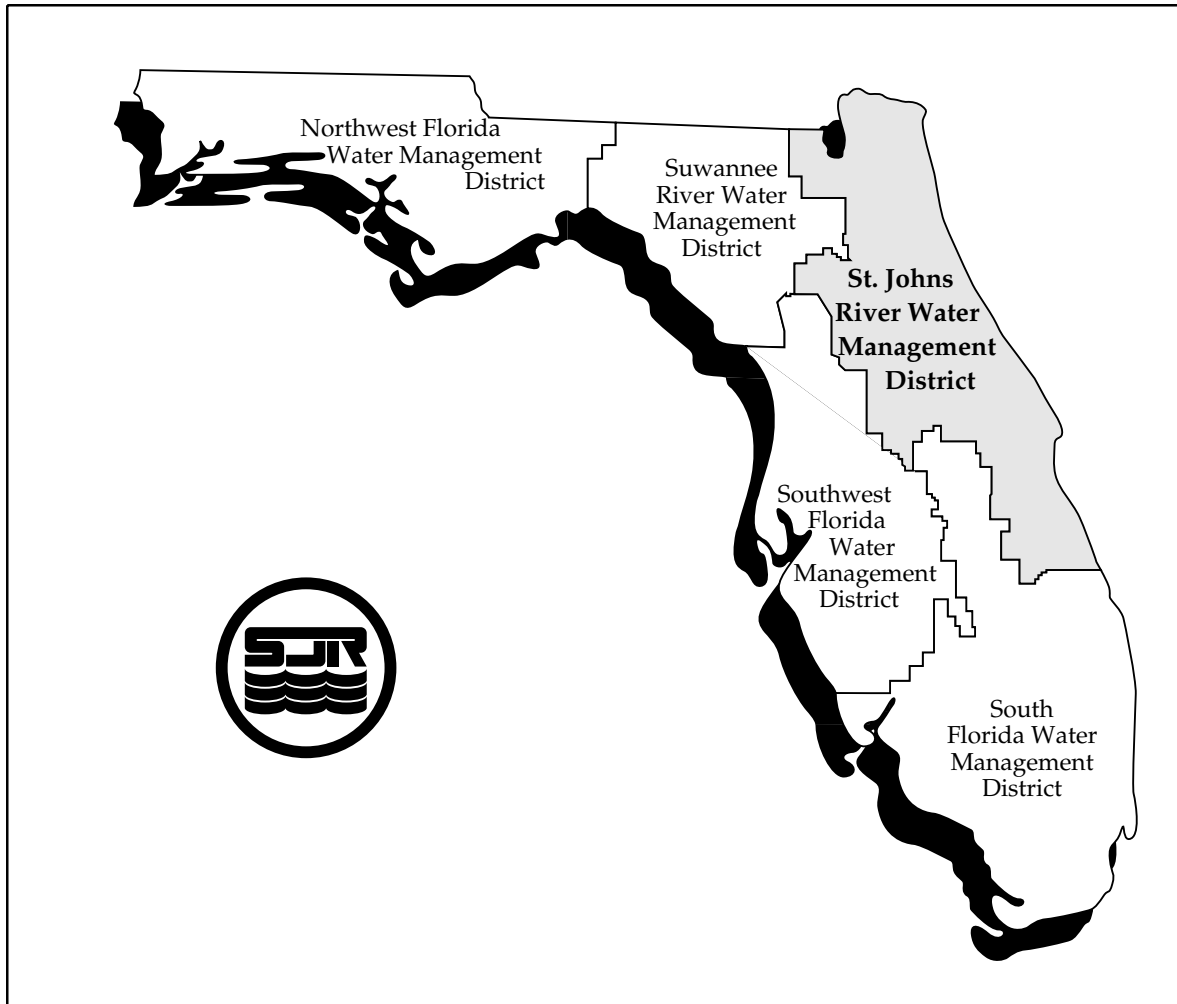 Northwest Florida
Water Management
District
Suwannee
River Water
Management
District
St. Johns
River Water
Management
District
Southwest
Florida
Water
Management
District
SJR
South
Florida Water
Management
District